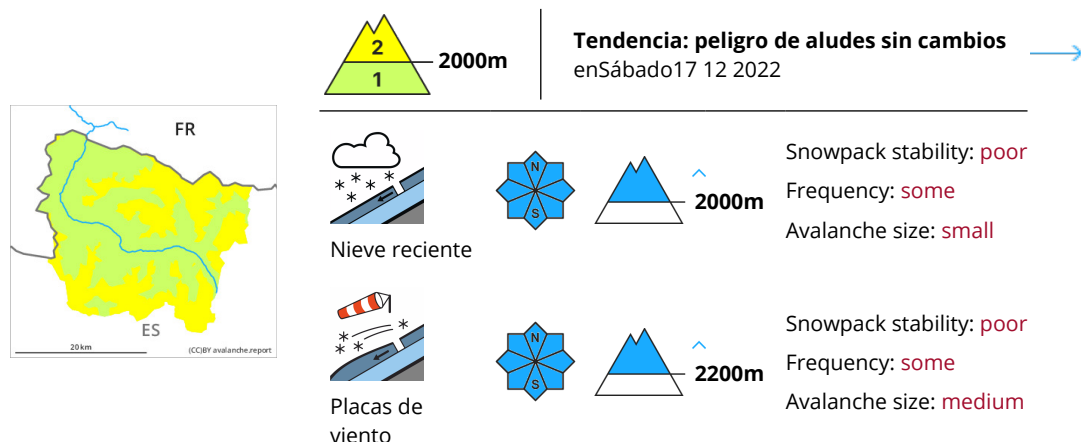 2
1
2000m
Tendencia: peligro de aludes sin cambios
enSábado17 12 2022
FR
ES
20 km
(CC)BY avalanche.report
N
S
2000m
Nieve reciente
Snowpack stability: poor
Frequency: some
Avalanche size: small
N
S
2200m
Placas de
viento
Snowpack stability: poor
Frequency: some
Avalanche size: medium